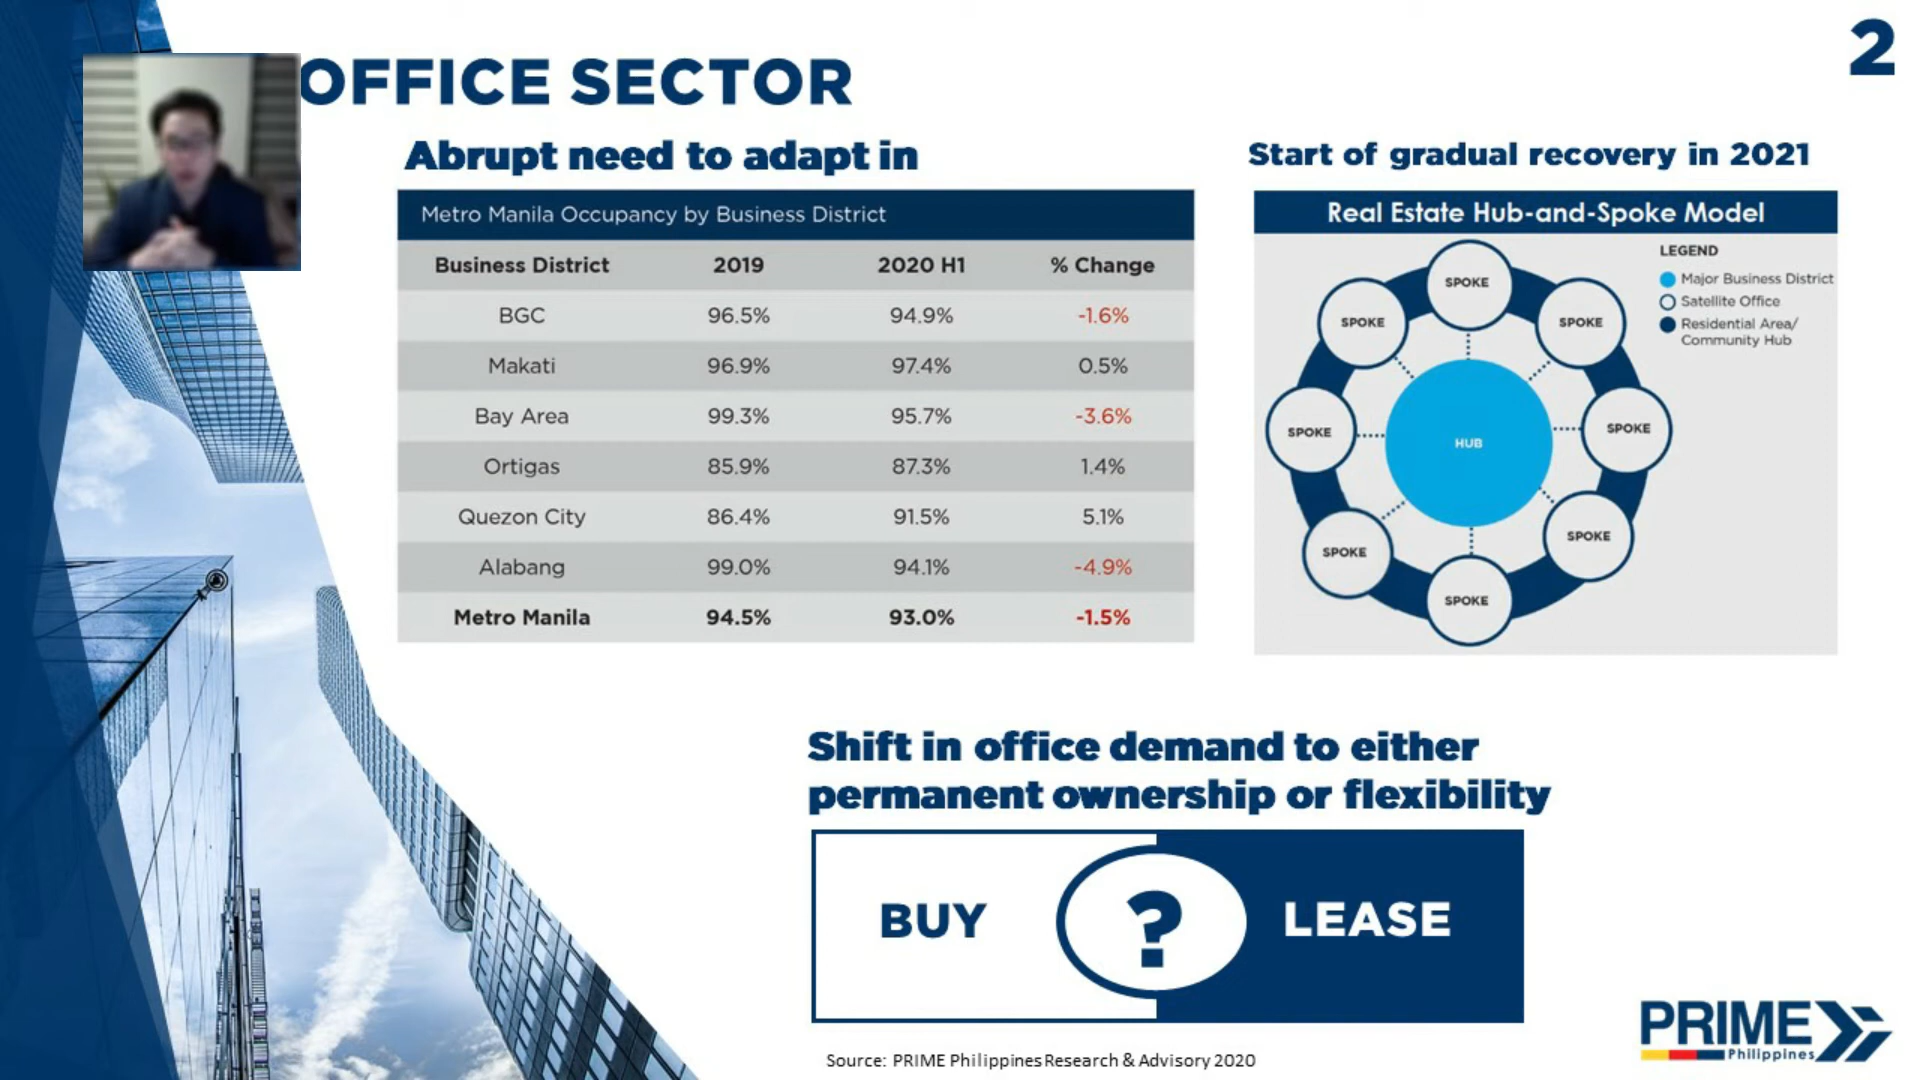 2
OFFICE SECTOR
Abrupt need to adapt in
Metro Manila Occupancy by Business District
Business District 2019 2020 H1 % Change
BGC 96.5% 94.9% -1.6%
Makati 96.9% 97.4% 0.5%
Bay Area 99.3% 95.7% -3.6%
Ortigas 85.9% 87.3% 1.4%
Quezon City 86.4% 91.5% 5.1%
Alabang 99.0% 94.1% -4.9%
Metro Manila 94.5% 93.0% -1.5%
Start of gradual recovery in 2021
Real Estate Hub-and-Spoke Model
LEGEND
Major Business District
Satellite Office
Residential Area/
Community Hub
SPOKE
SPOKE
SPOKE
SPOKE
HUB
SPOKE
SPOKE
SPOKE
SPOKE
Shift in office demand to either
permanent ownership or flexibility
BUY ? LEASE
Source: PRIME Philippines Research & Advisory 2020
PRIME
Philippines